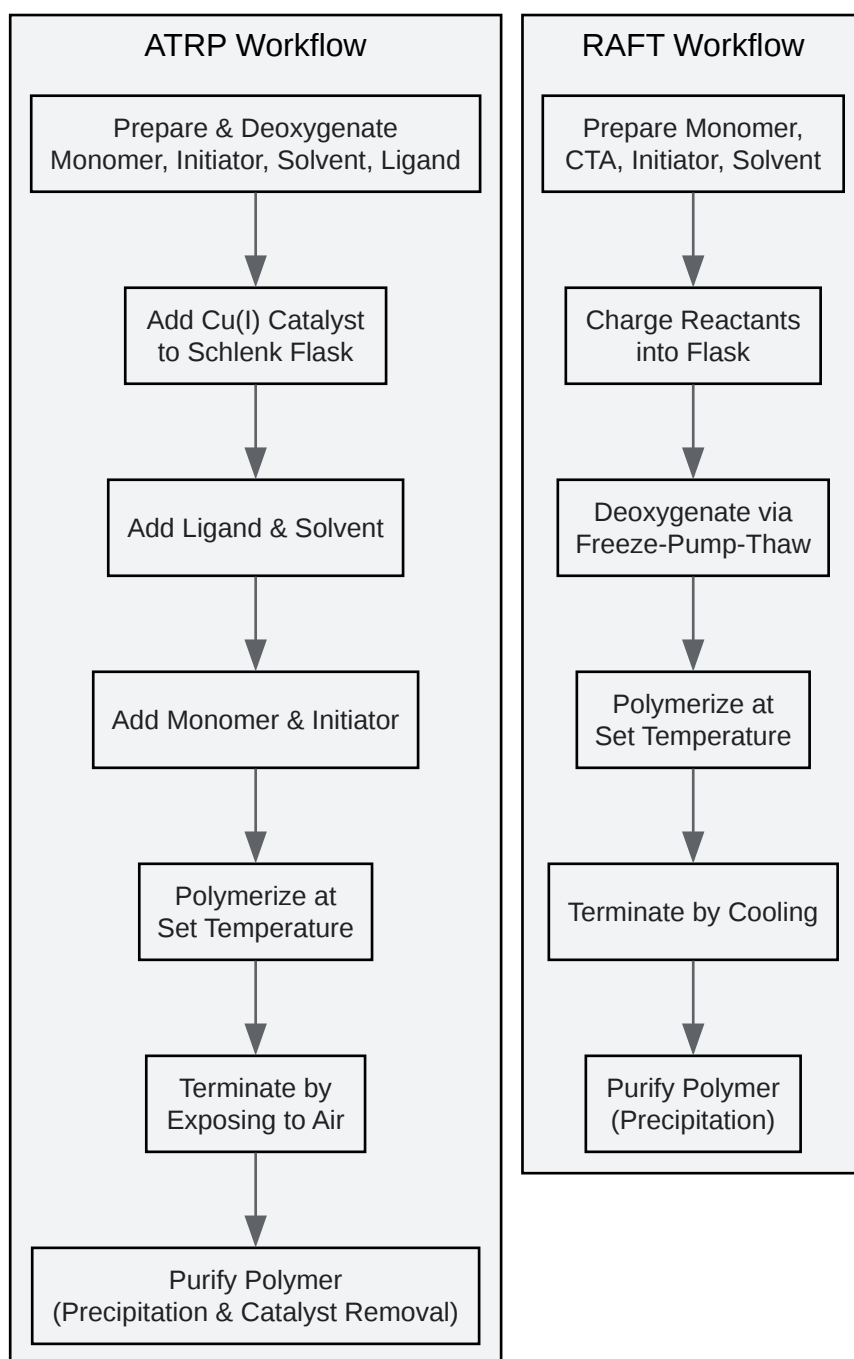 ATRP Workflow
Prepare & Deoxygenate
Monomer, Initiator, Solvent, Ligand
Add Cu(I) Catalyst
to Schlenk Flask
Add Ligand & Solvent
Add Monomer & Initiator
Polymerize at
Set Temperature
Terminate by
Exposing to Air
Purify Polymer
(Precipitation & Catalyst Removal)
RAFT Workflow
Prepare Monomer,
CTA, Initiator, Solvent
Charge Reactants
into Flask
Deoxygenate via
Freeze-Pump-Thaw
Polymerize at
Set Temperature
Terminate by Cooling
Purify Polymer
(Precipitation)